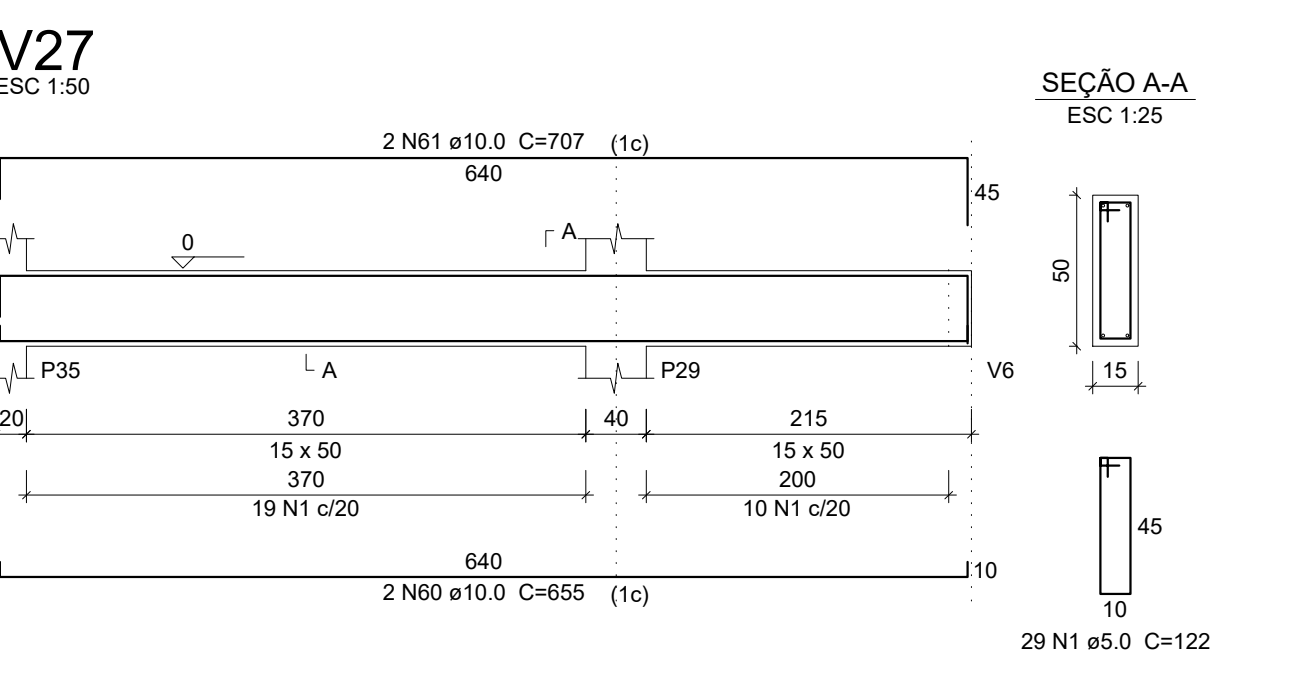 V27
ESC 1:50
SEÇÃO A-A
ESC 1:25
2 N61 ø10.0 C=707 (1c)
640
45
0
A
50
P35
A
P29
V6
15
20
370
40
215
15 x 50
15 x 50
370
200
19 N1 c/20
10 N1 c/20
45
640
10
2 N60 ø10.0 C=655 (1c)
10
29 N1 ø5.0 C=122